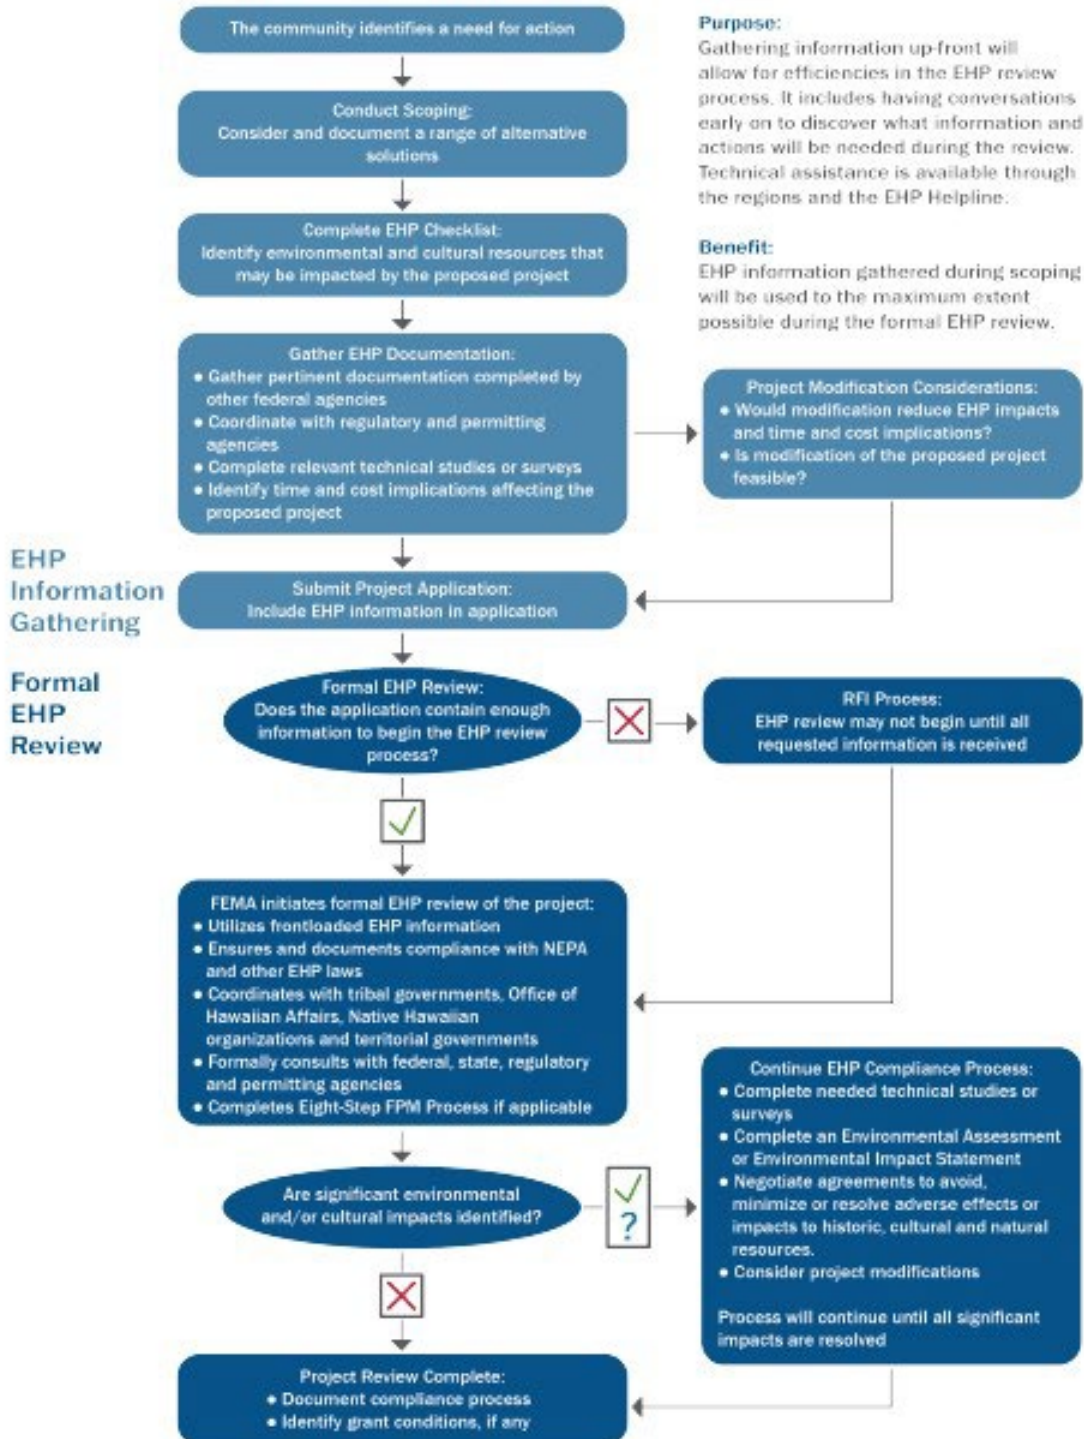 The community identifies a need for action
Purpose:
Gathering information up-front will
allow for efficiencies in the EHP review
process. It includes having conversations
early on to discover what information and
actions will be needed during the review.
Technical assistance is available through
the regions and the EHP Helpline.
Conduct Scoping:
Consider and document a range of alternative
solutions
Complete EHP Checklist:
Identify environmental and cultural resources that
may be impacted by the proposed project
Benefit:
EHP information gathered during scoping
will be used to the maximum extent
possible during the formal EHP review.
Gather EHP Documentation:
● Gather pertinent documentation completed by
other federal agencies
● Coordinate with regulatory and permitting
agencies
● Complete relevant technical studies or surveys
● Identify time and cost implications affecting the
proposed project
Project Modification Considerations:
● Would modification reduce EHP impacts
and time and cost implications?
● Is modification of the proposed project
feasible?
EHP
Information
Gathering
Submit Project Application:
Include EHP information in application
Formal
EHP
Review
Formal EHP Review:
Does the application contain enough
information to begin the EHP review
process?
RFI Process:
EHP review may not begin until all
requested information is received
FEMA initiates formal EHP review of the project:
● Utilizes frontloaded EHP information
● Ensures and documents compliance with NEPA
and other EHP laws
● Coordinates with tribal governments, Office of
Hawaiian Affairs, Native Hawaiian
organizations and territorial governments
● Formally consults with federal, state, regulatory
and permitting agencies
● Completes Eight-Step FPM Process if applicable
Are significant environmental
and/or cultural impacts identified?
?
Continue EHP Compliance Process:
● Complete needed technical studies or
surveys
● Complete an Environmental Assessment
or Environmental Impact Statement
● Negotiate agreements to avoid,
minimize or resolve adverse effects or
impacts to historic, cultural and natural
resources.
● Consider project modifications
Process will continue until all significant
impacts are resolved
Project Review Complete:
● Document compliance process
● Identify grant conditions, if any